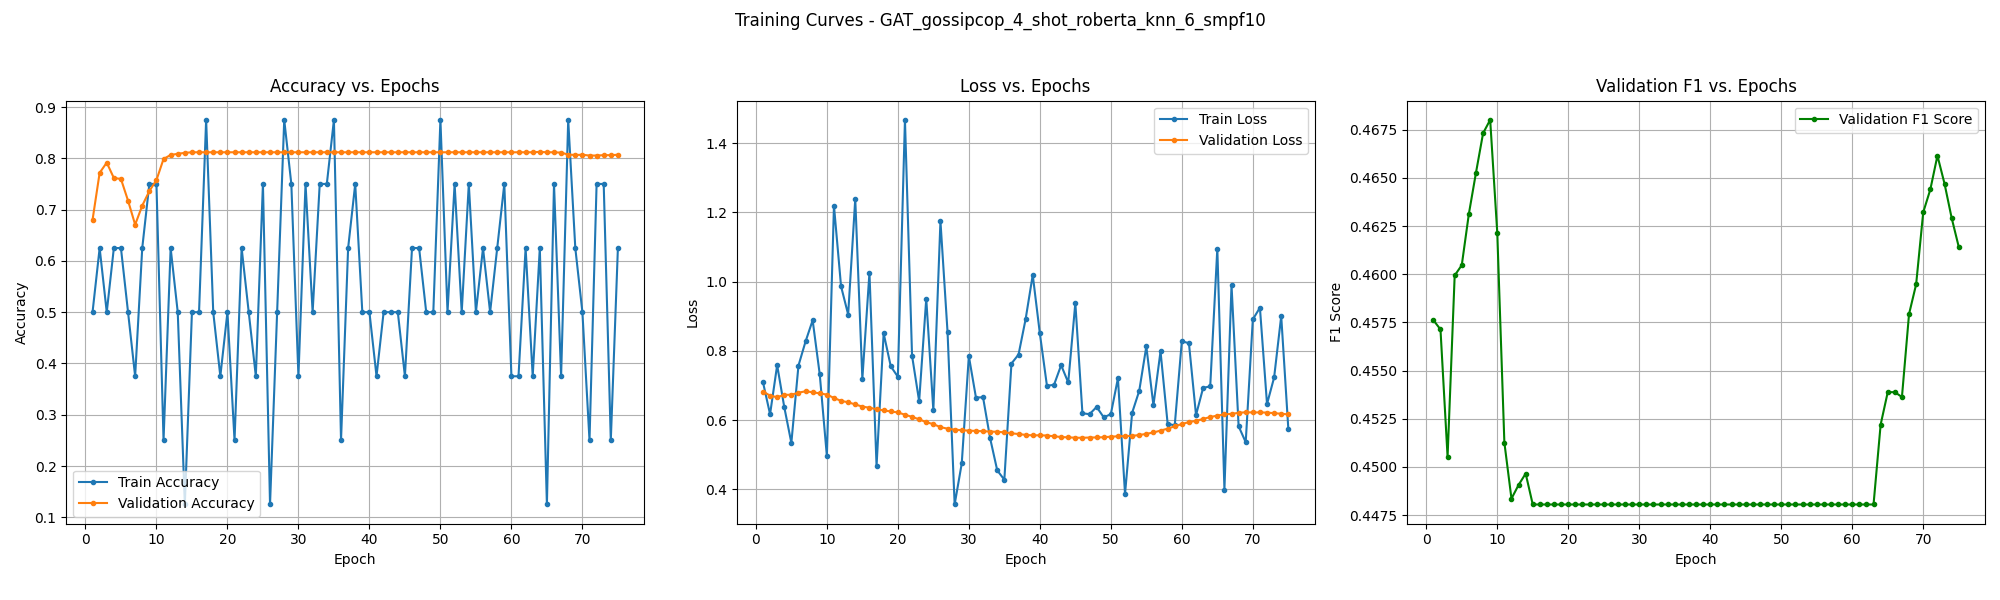 Training Curves - GAT_gossipcop_4_shot_roberta_knn_6_smpf10
Accuracy vs. Epochs
0.9
0.8
0.7
0.6
0.5
0.4
0.3
0.2
0.1
Accuracy
Train Accuracy
Validation Accuracy
0 10 20 30 40 50 60 70
Epoch
Loss vs. Epochs
1.4
1.2
1.0
0.8
0.6
0.4
Loss
Train Loss
Validation Loss
0 10 20 30 40 50 60 70
Epoch
Validation F1 vs. Epochs
0.4675
0.4650
0.4625
0.4600
0.4575
0.4550
0.4525
0.4500
0.4475
F1 Score
Validation F1 Score
0 10 20 30 40 50 60 70
Epoch